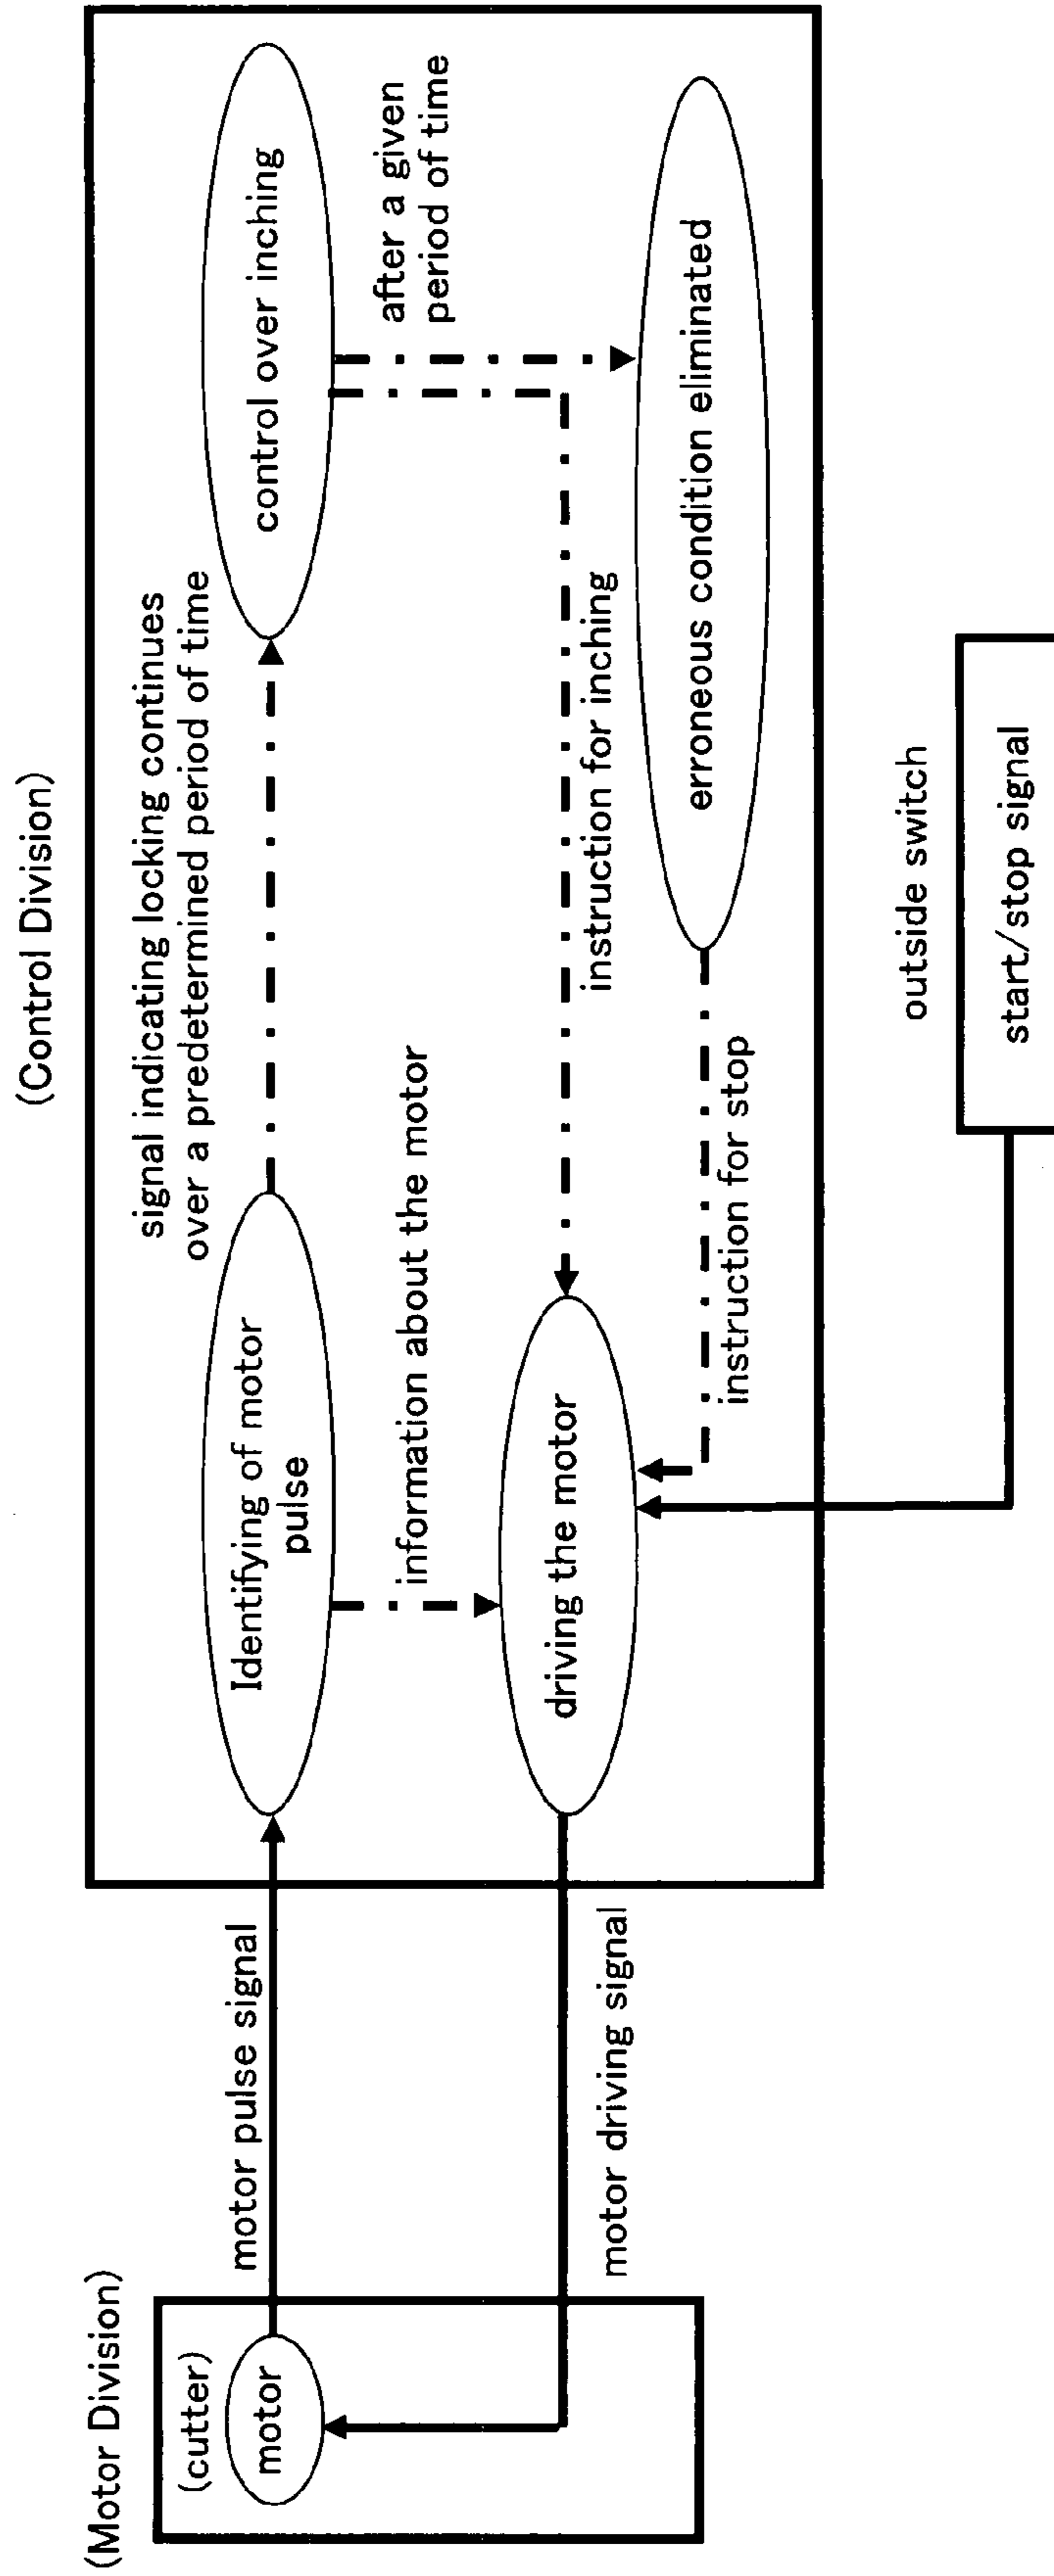 (Control Division)
(Motor Division)
(cutter)
motor
motor pulse signal
motor driving signal
Identifying of motor
pulse
signal indicating locking continues
over a predetermined period of time
control over inching
information about the motor
after a given
period of time
driving the motor
instruction for inching
erroneous condition eliminated
instruction for stop
outside switch
start/stop signal